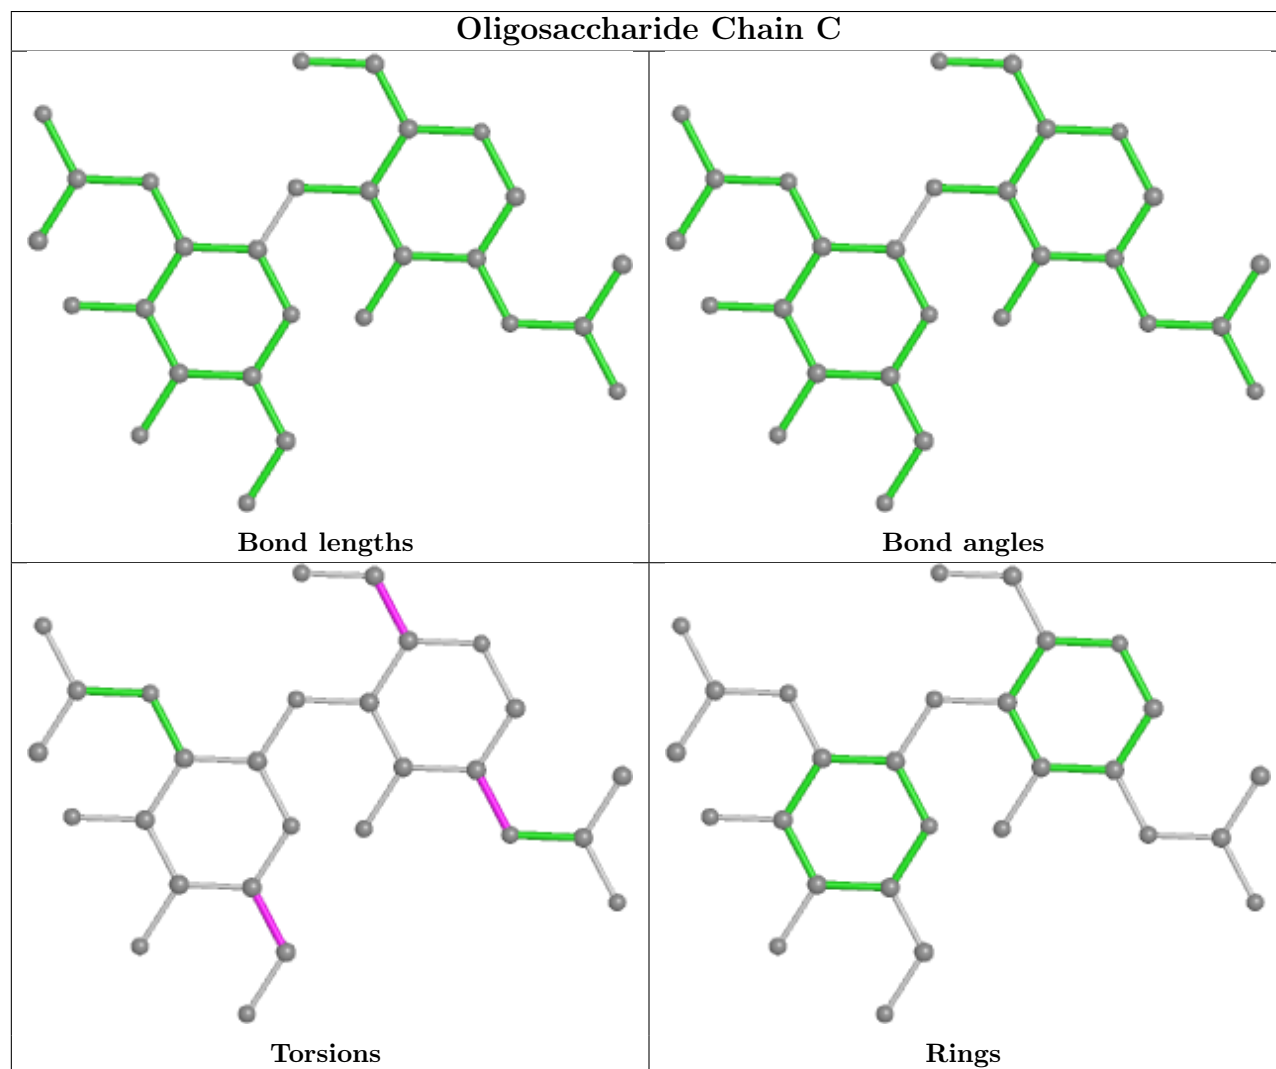 Oligosaccharide Chain C
Bond lengths
Bond angles
Torsions
Rings